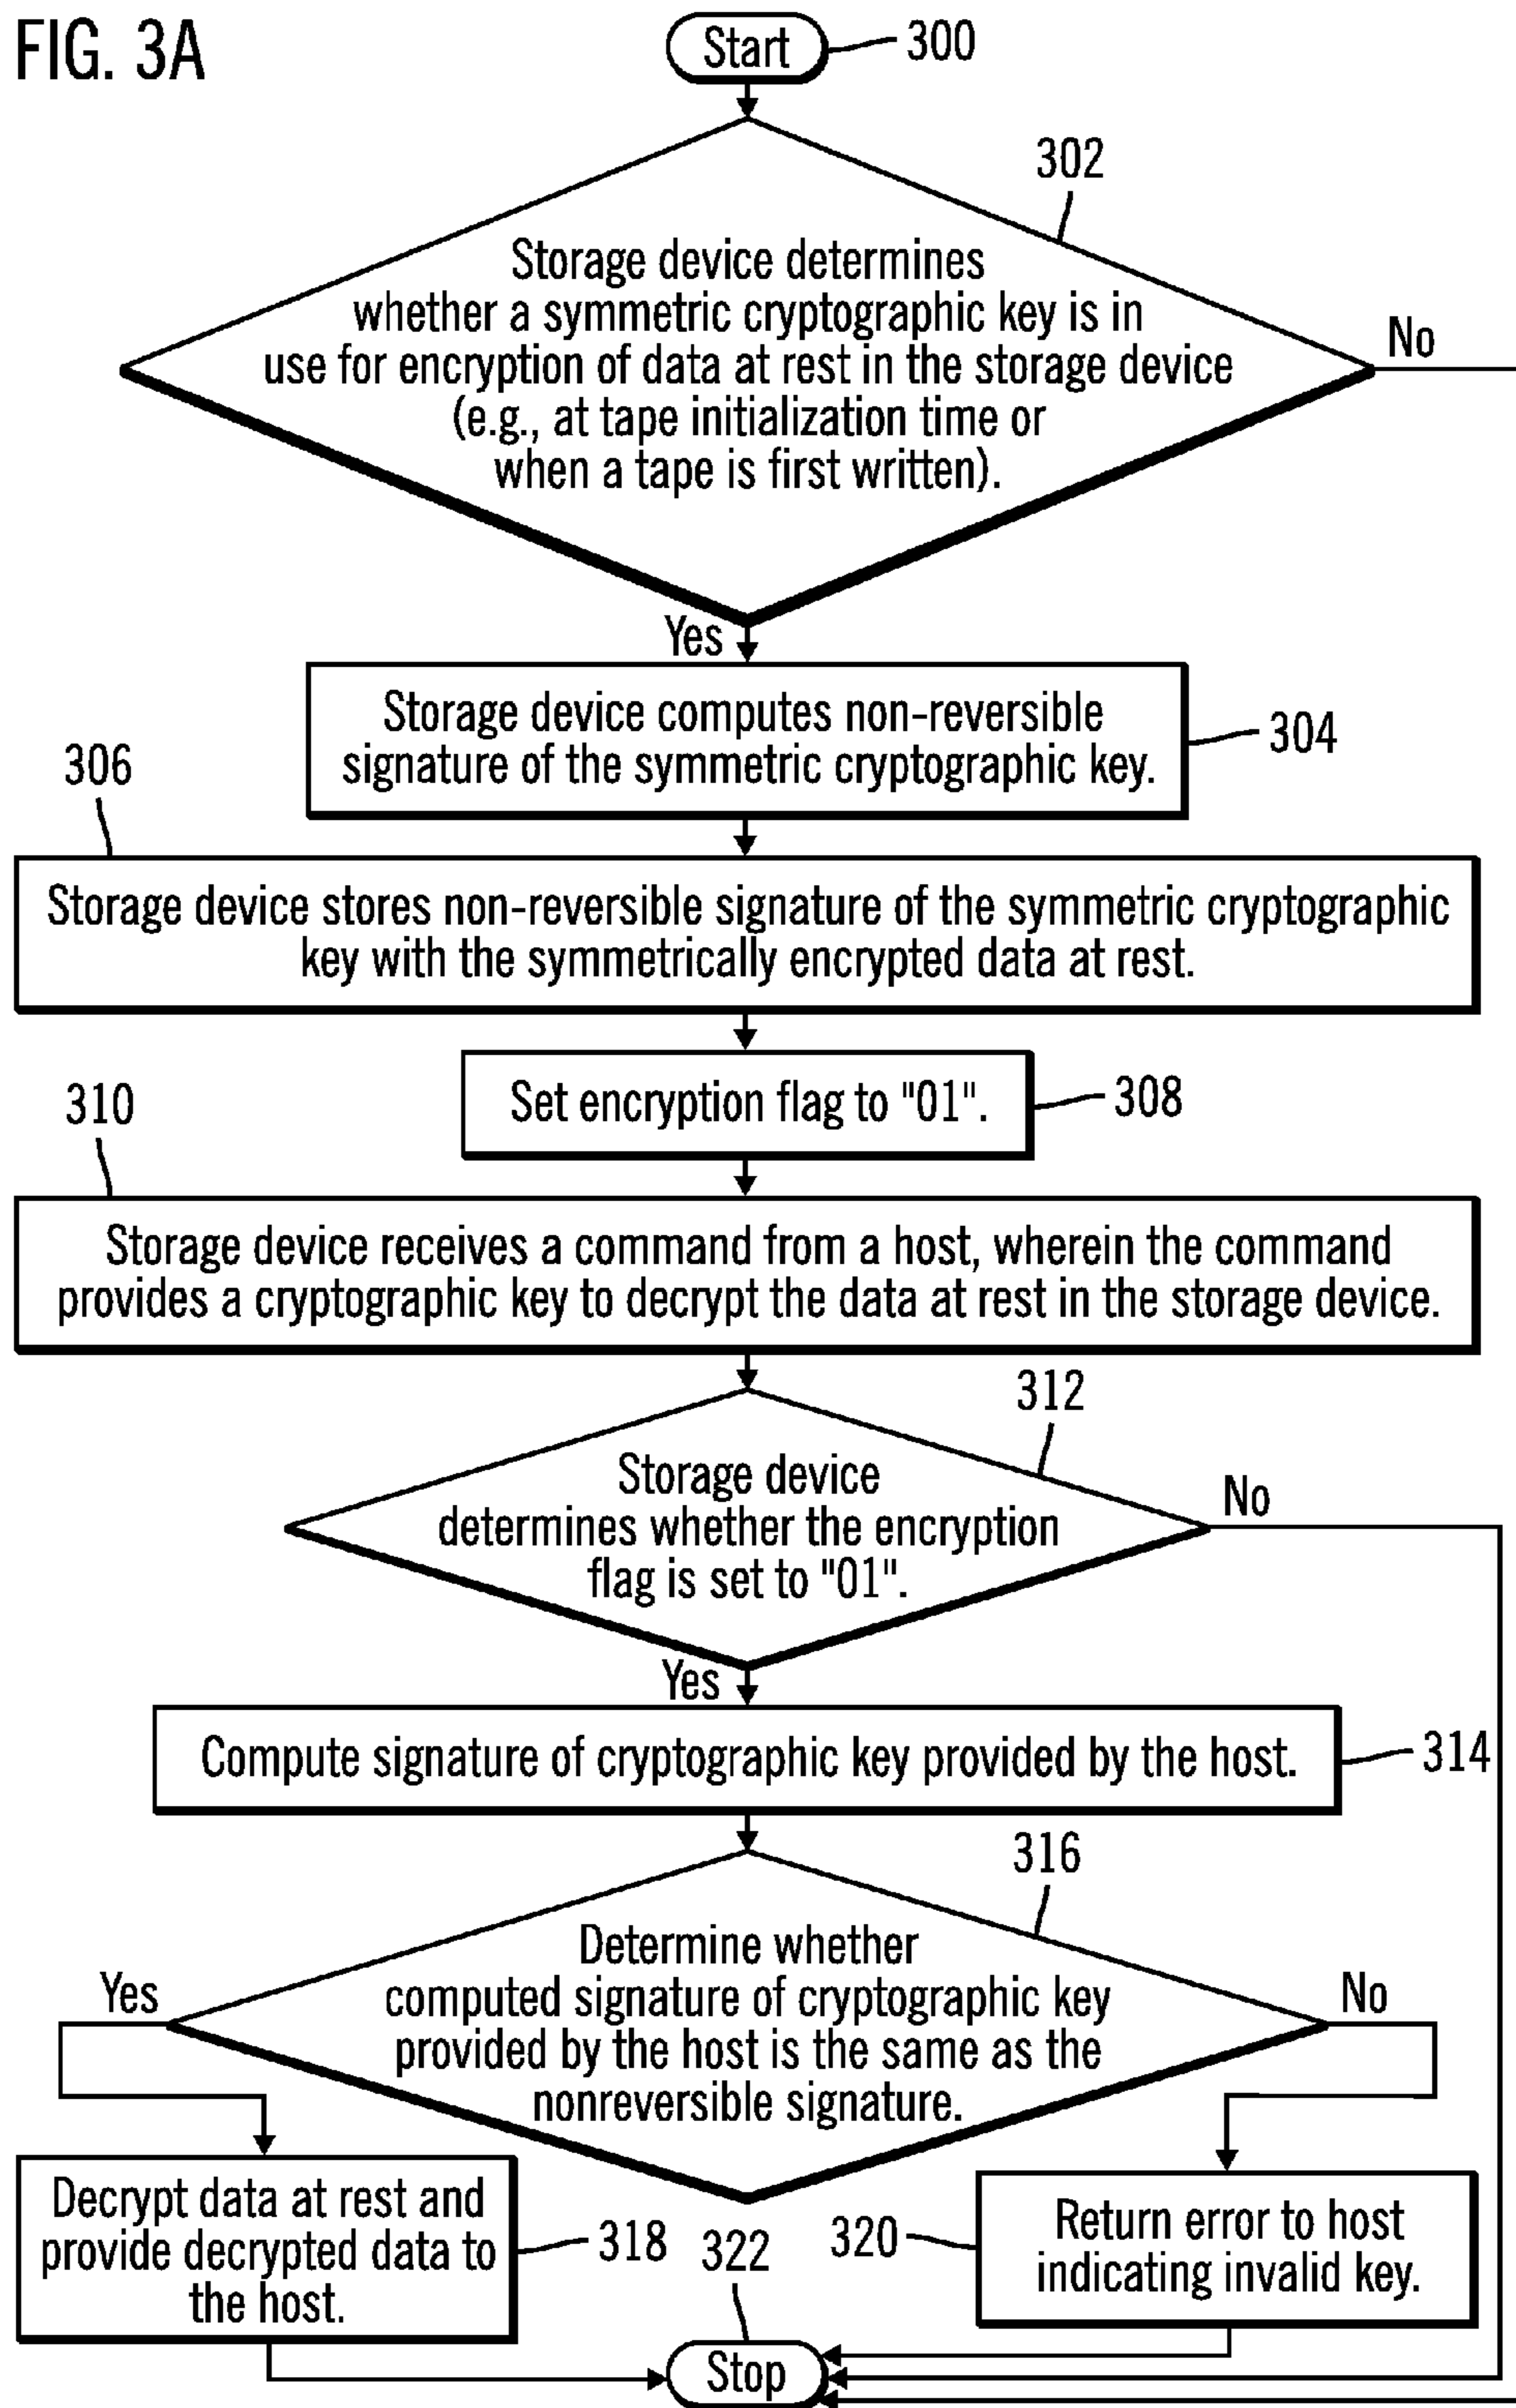 FIG. 3A
Start
300
302
Storage device determines
whether a symmetric cryptographic key is in
use for encryption of data at rest in the storage device
(e.g., at tape initialization time or
when a tape is first written).
No
Yes
Storage device computes non-reversible
signature of the symmetric cryptographic key.
304
306
Storage device stores non-reversible signature of the symmetric cryptographic
key with the symmetrically encrypted data at rest.
Set encryption flag to "01".
308
310
Storage device receives a command from a host, wherein the command
provides a cryptographic key to decrypt the data at rest in the storage device.
312
Storage device
determines whether the encryption
flag is set to "01".
No
Yes
Compute signature of cryptographic key provided by the host.
314
316
Determine whether
computed signature of cryptographic key
provided by the host is the same as the
nonreversible signature.
Yes
No
Decrypt data at rest and
provide decrypted data to
the host.
318
322
320
Return error to host
indicating invalid key.
Stop